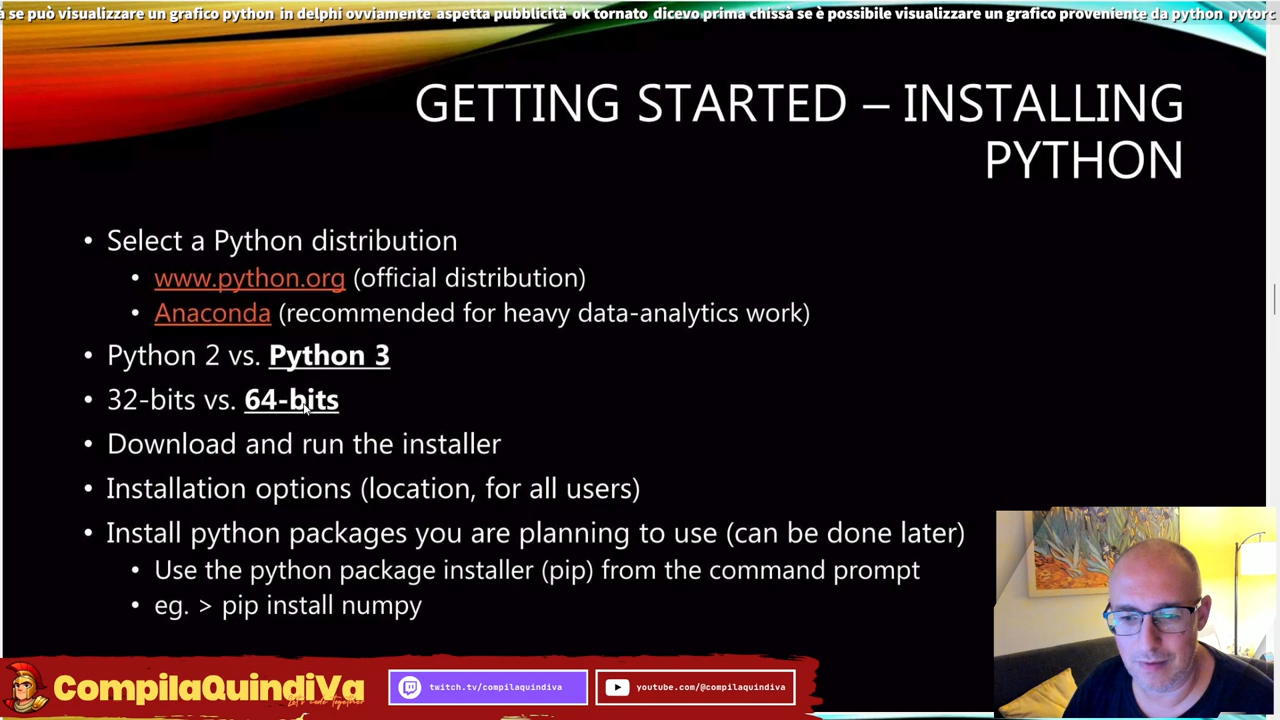 se può visualizzare un grafico python in delphi ovviamente aspetta pubblicità ok tornato dicevo prima chissà se è possibile visualizzare un grafico proveniente da python
GETTING STARTED – INSTALLING
PYTHON
• Select a Python distribution
• www.python.org (official distribution)
• Anaconda (recommended for heavy data-analytics work)
• Python 2 vs. Python 3
• 32-bits vs. 64-bits
• Download and run the installer
• Installation options (location, for all users)
• Install python packages you are planning to use (can be done later)
• Use the python package installer (pip) from the command prompt
• eg. > pip install numpy
CompilaQuindiVa
Let's code together
twitch.tv/compilaquindiva
youtube.com/@compilaquindiva